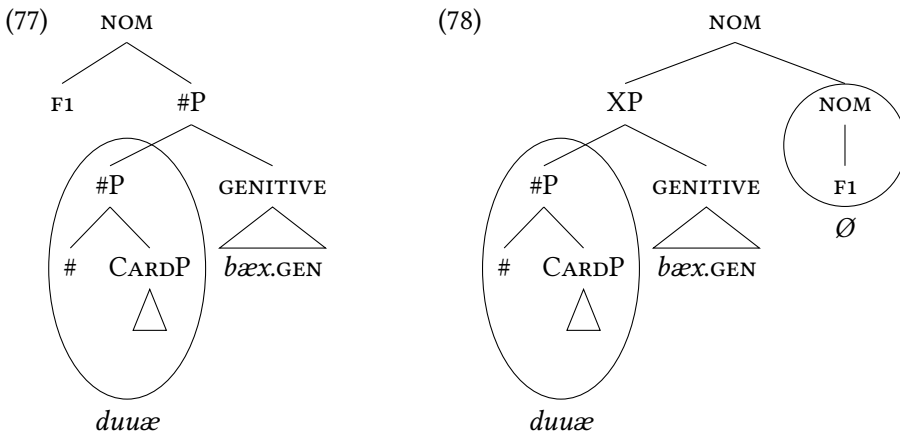 (77) NOM (78) NOM
F1 #P XP NOM
#P GENITIVE #P GENITIVE F1
Ø
# CARDP bæx.GEN # CARDP bæx.GEN
duuæ duuæ